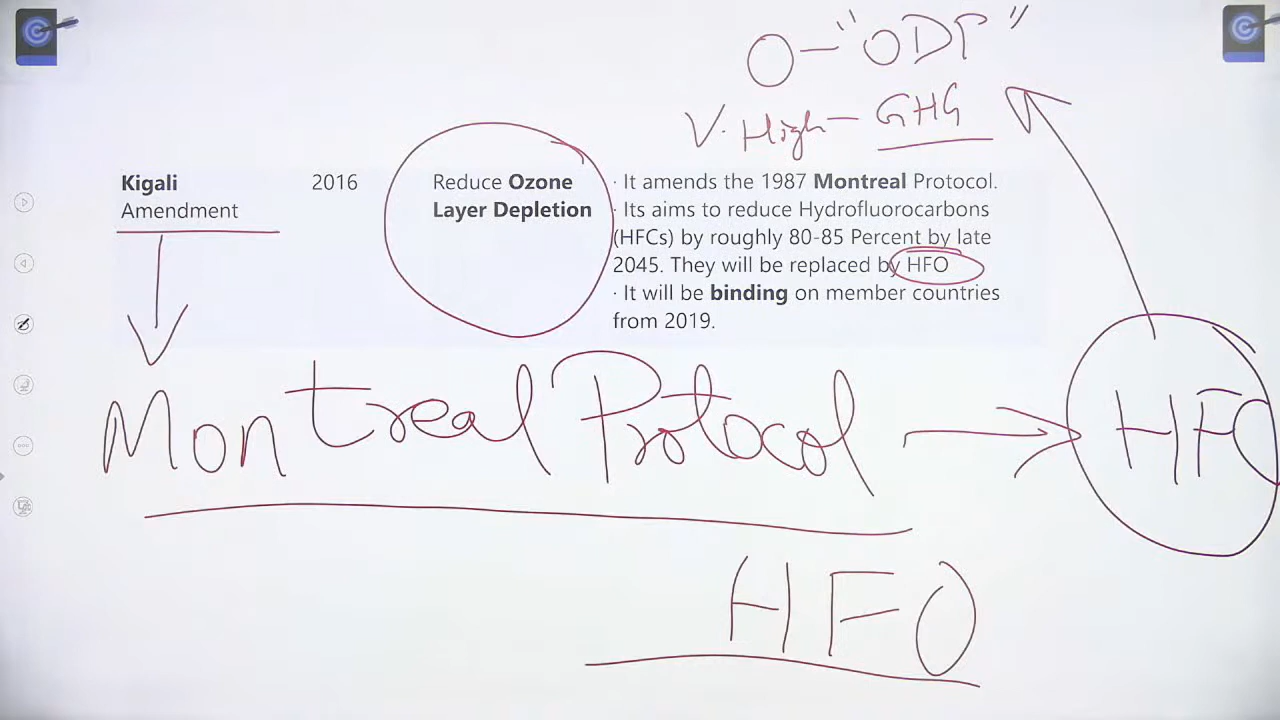 O – "ODP"
V. High – GHG
Kigali
Amendment
2016
Reduce Ozone
Layer Depletion
· It amends the 1987 Montreal Protocol.
· Its aims to reduce Hydrofluorocarbons
(HFCs) by roughly 80-85 Percent by late
2045. They will be replaced by HFO
· It will be binding on member countries
from 2019.
Montreal Protocol
HFC
HFO